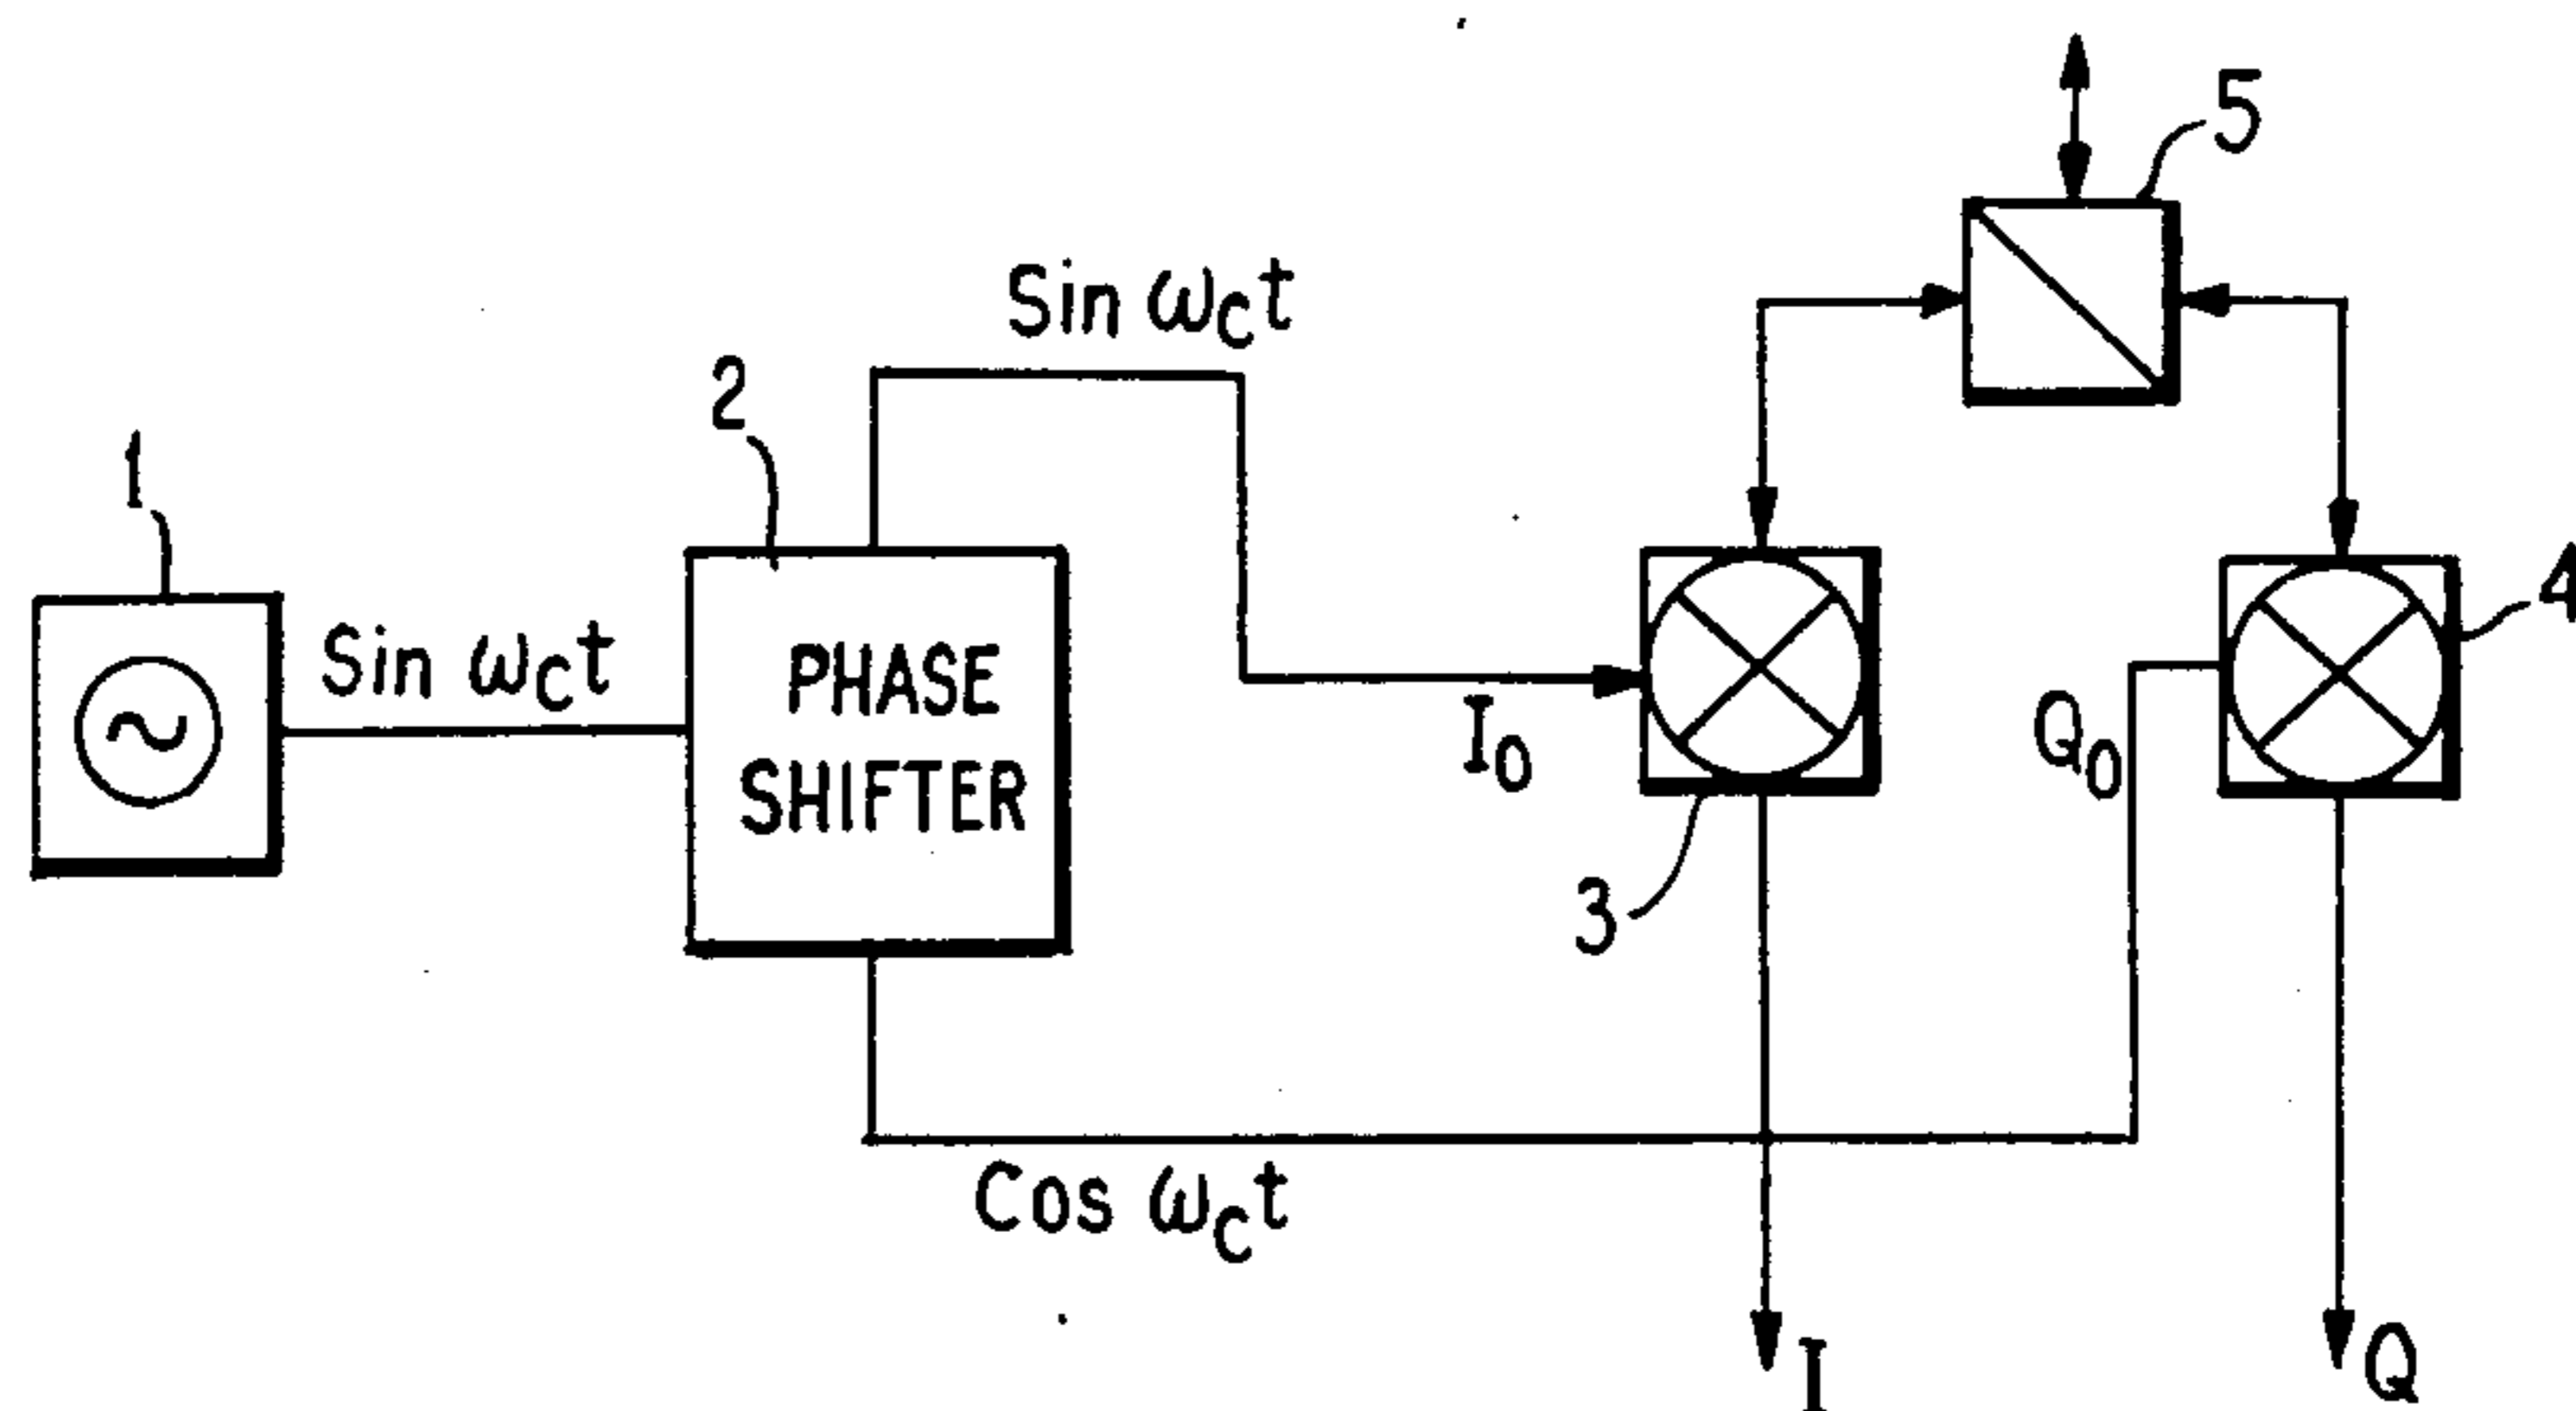 5
Sin ωct
2
1
Sin ωct
PHASE
SHIFTER
I0
Q0
4
3
Cos ωct
I
Q